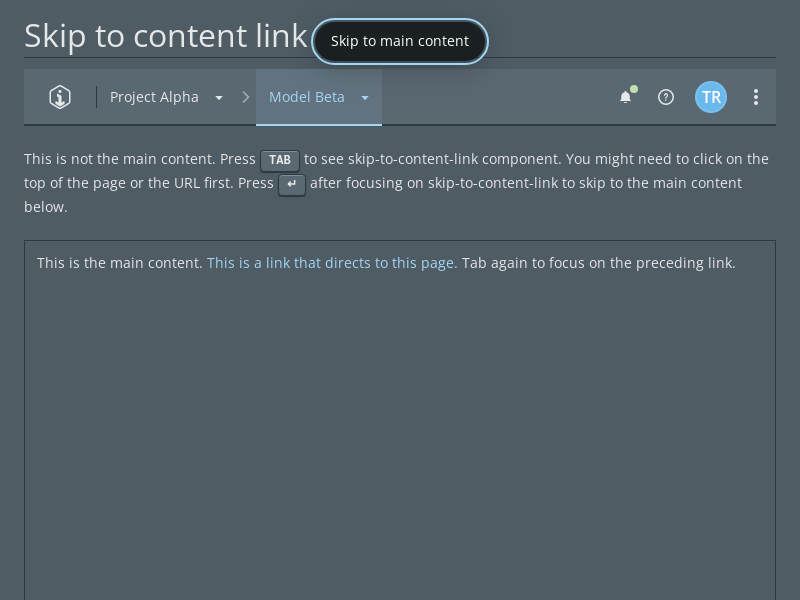 Skip to content link
Skip to main content
Project Alpha
Model Beta
TR
This is not the main content. Press TAB to see skip-to-content-link component. You might need to click on the
top of the page or the URL first. Press ↵ after focusing on skip-to-content-link to skip to the main content
below.
This is the main content. This is a link that directs to this page. Tab again to focus on the preceding link.